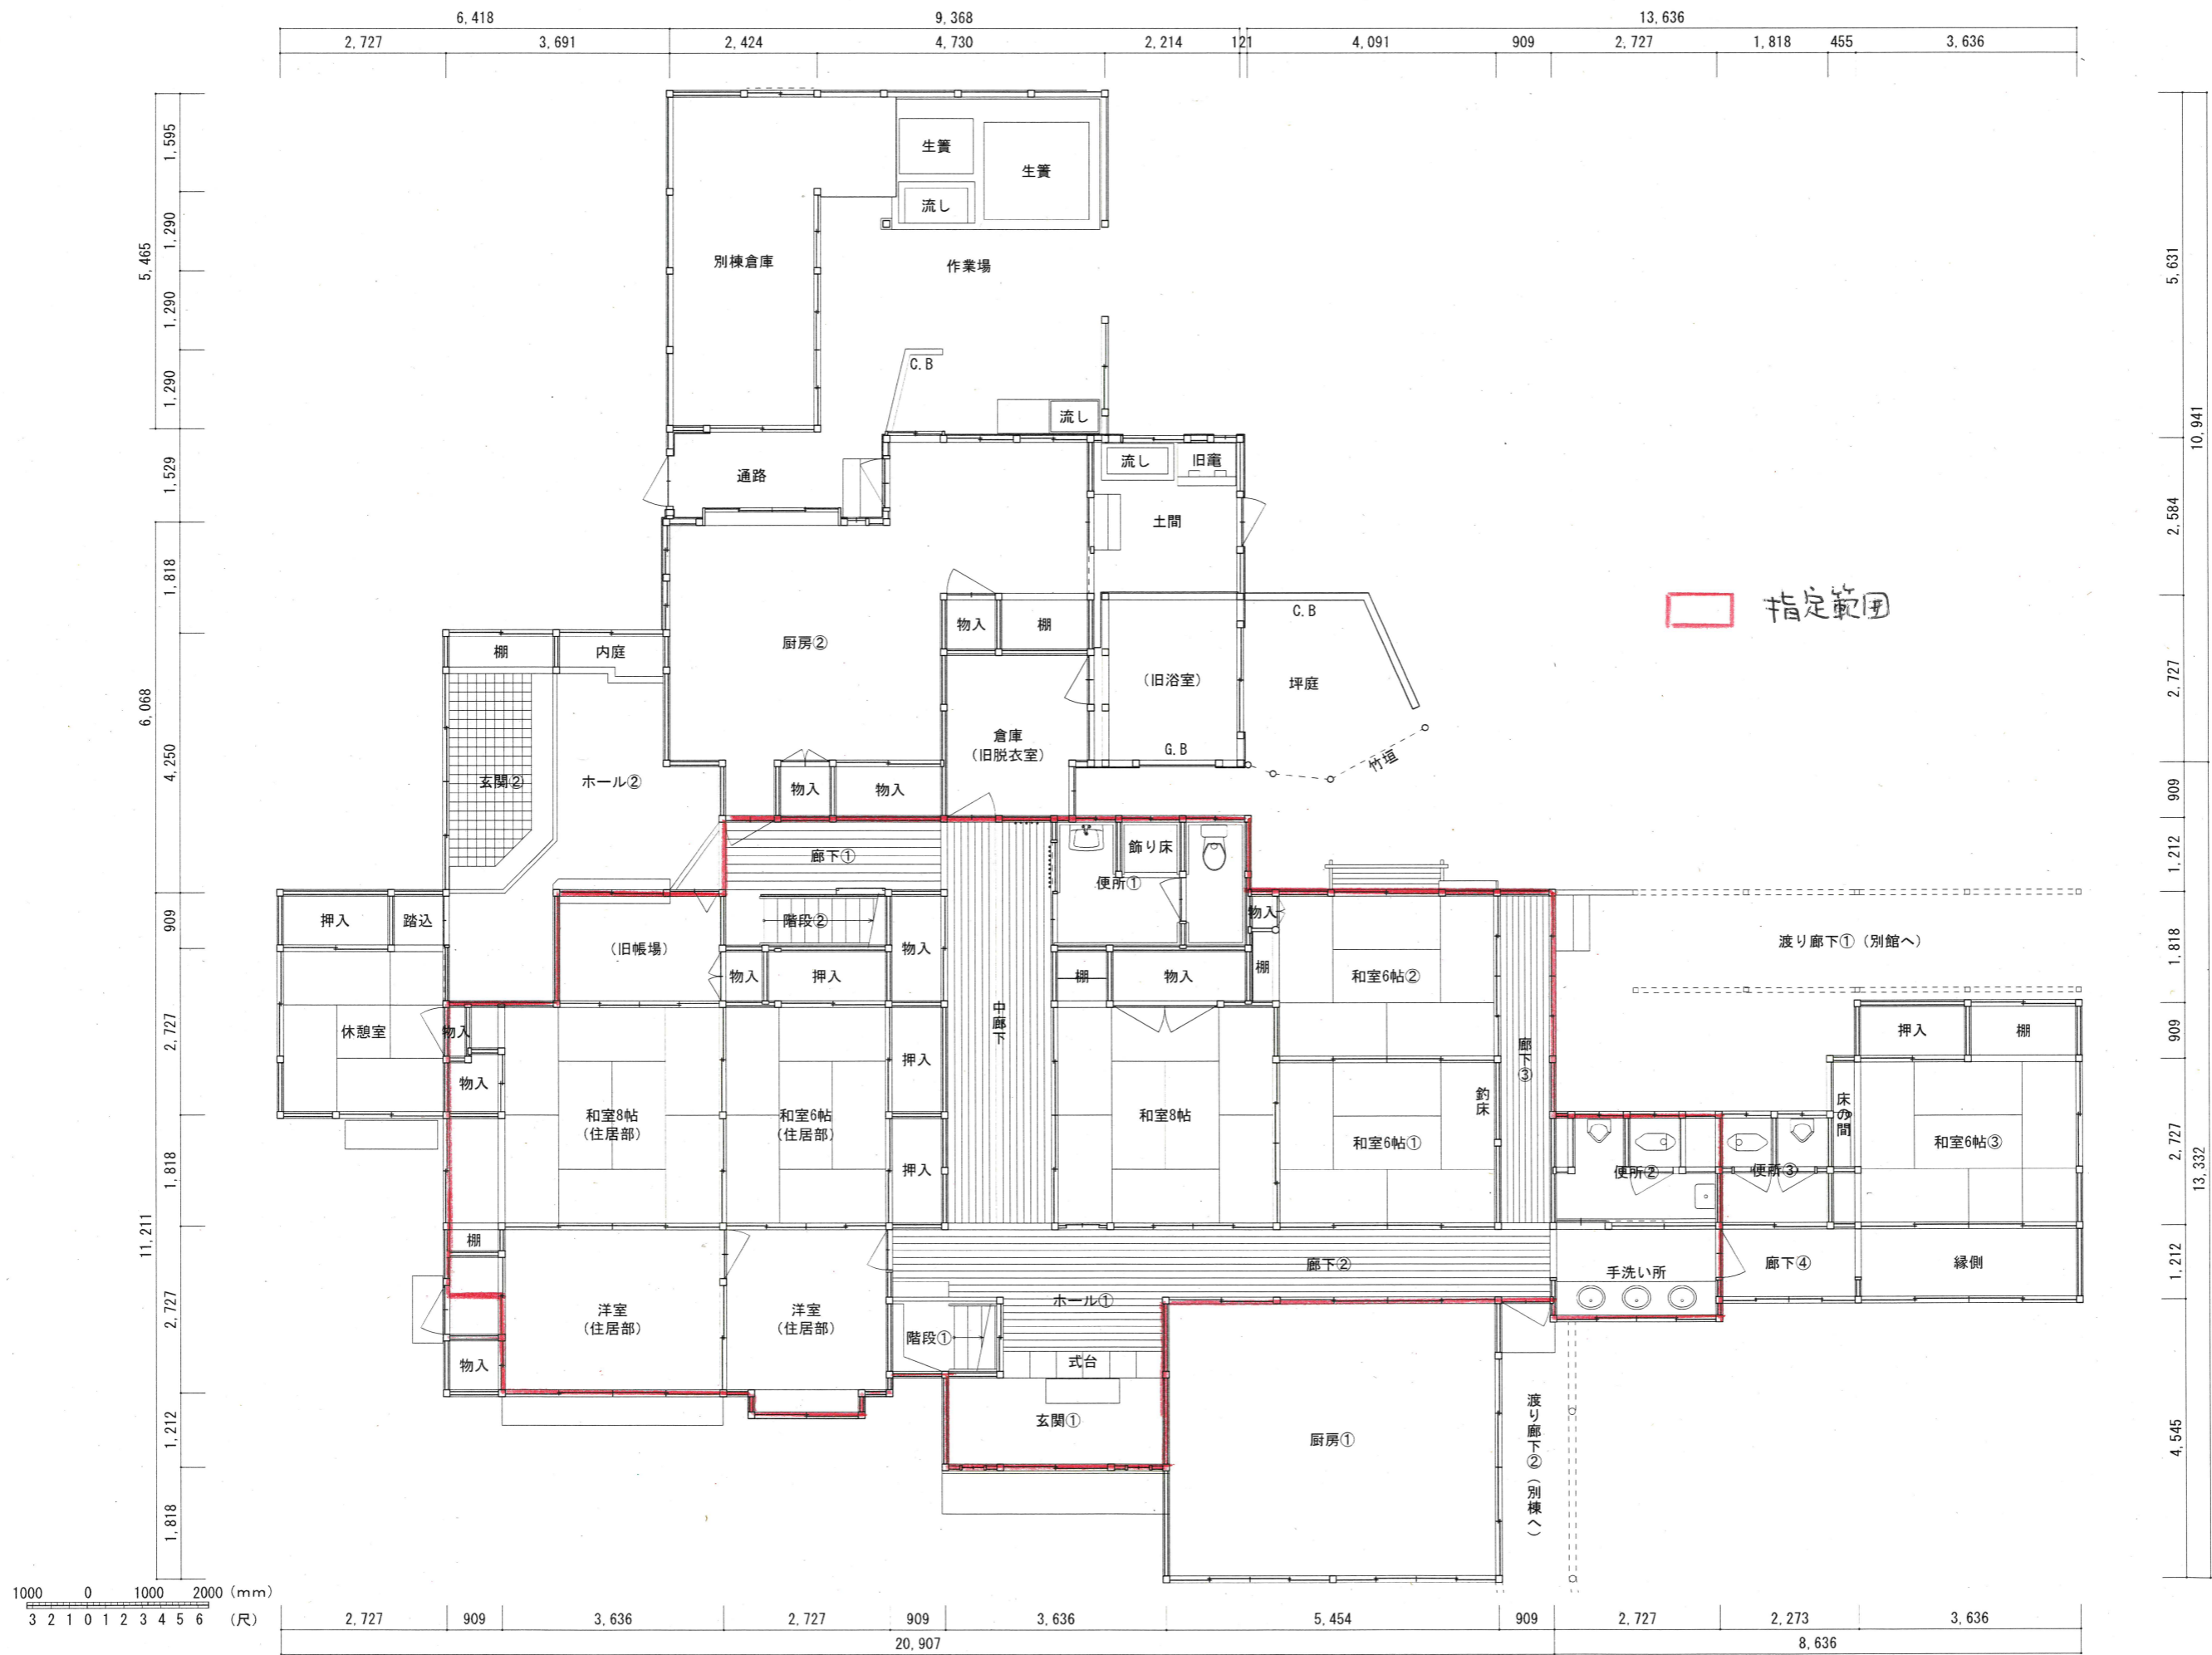 6,418 9,368 13,636
2,727 3,691 2,424 4,730 2,214 121 4,091 909 2,727 1,818 455 3,636
5,465
1,595
1,290
1,290
1,290
1,529
6,068
1,818
4,250
11,211
909
2,727
1,818
2,727
1,212
1,818
生簀
生簀
流し
別棟倉庫
作業場
C.B
流し
通路
流し
旧竈
土間
物入
棚
C.B
厨房②
棚
内庭
(旧浴室)
坪庭
倉庫
(旧脱衣室)
G.B
竹垣
玄関②
ホール②
物入
物入
指定範囲
廊下①
飾り床
便所①
押入
踏込
(旧帳場)
階段②
物入
物入
押入
棚
物入
物入
棚
和室6帖②
渡り廊下①(別館へ)
中廊下
廊下③
休憩室
物入
物入
和室8帖
(住居部)
和室6帖
(住居部)
押入
押入
和室8帖
釣床
和室6帖①
押入
棚
床の間
便所②
便所③
和室6帖③
棚
廊下②
手洗い所
廊下④
縁側
洋室
(住居部)
洋室
(住居部)
ホール①
階段①
式台
物入
玄関①
厨房①
渡り廊下②(別棟へ)
5,631
10,941
2,584
2,727
909
1,212
1,818
909
2,727
13,332
1,212
4,545
1000 0 1000 2000 (mm)
3 2 1 0 1 2 3 4 5 6 (尺)
2,727 909 3,636 2,727 909 3,636 5,454 909 2,727 2,273 3,636
20,907 8,636